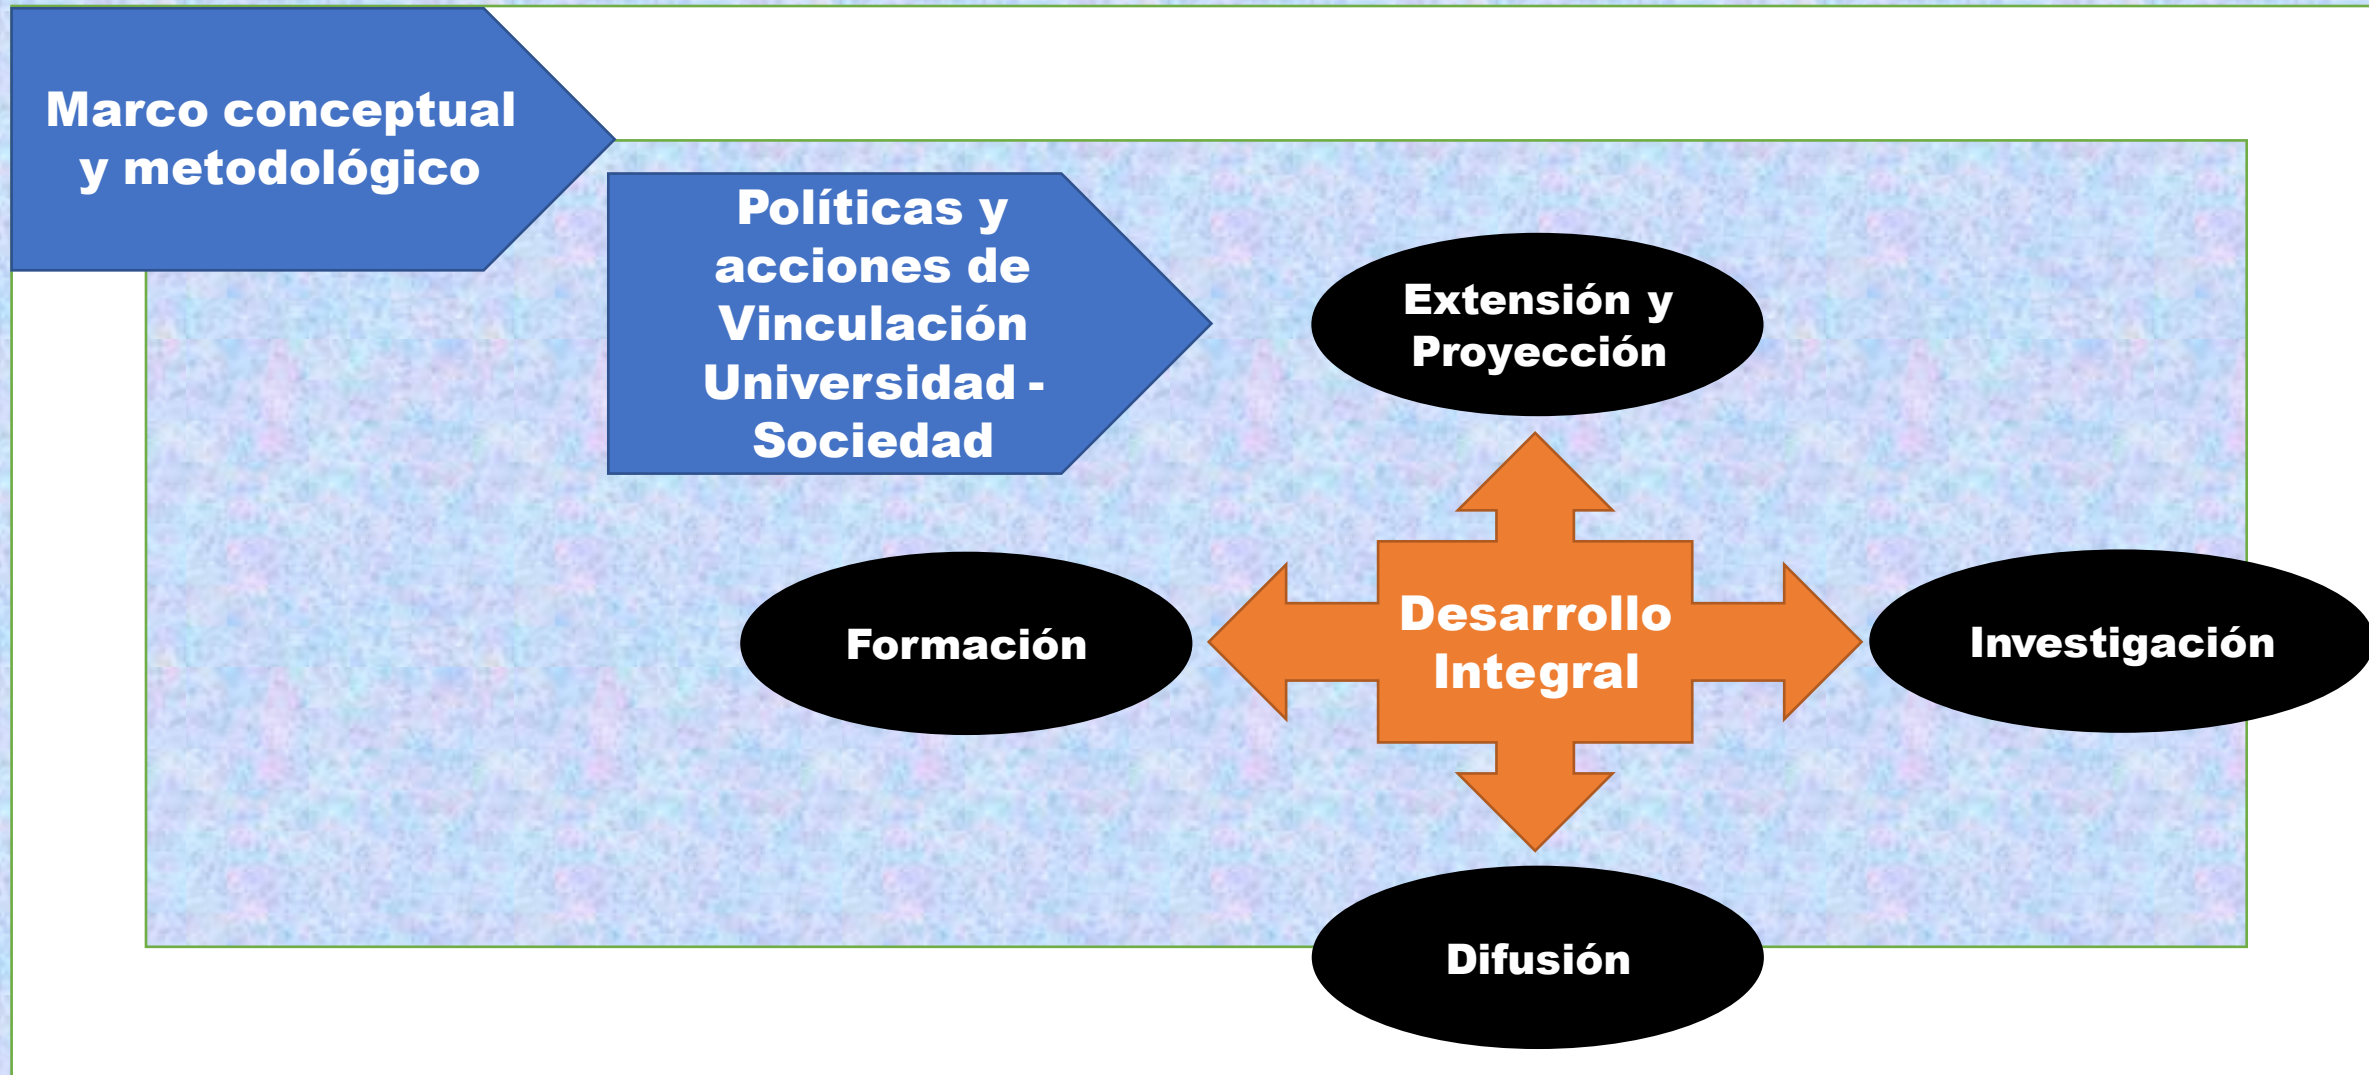 Marco conceptual
y metodológico
Políticas y
acciones de
Vinculación
Universidad -
Sociedad
Extensión y
Proyección
Formación
Desarrollo
Integral
Investigación
Difusión